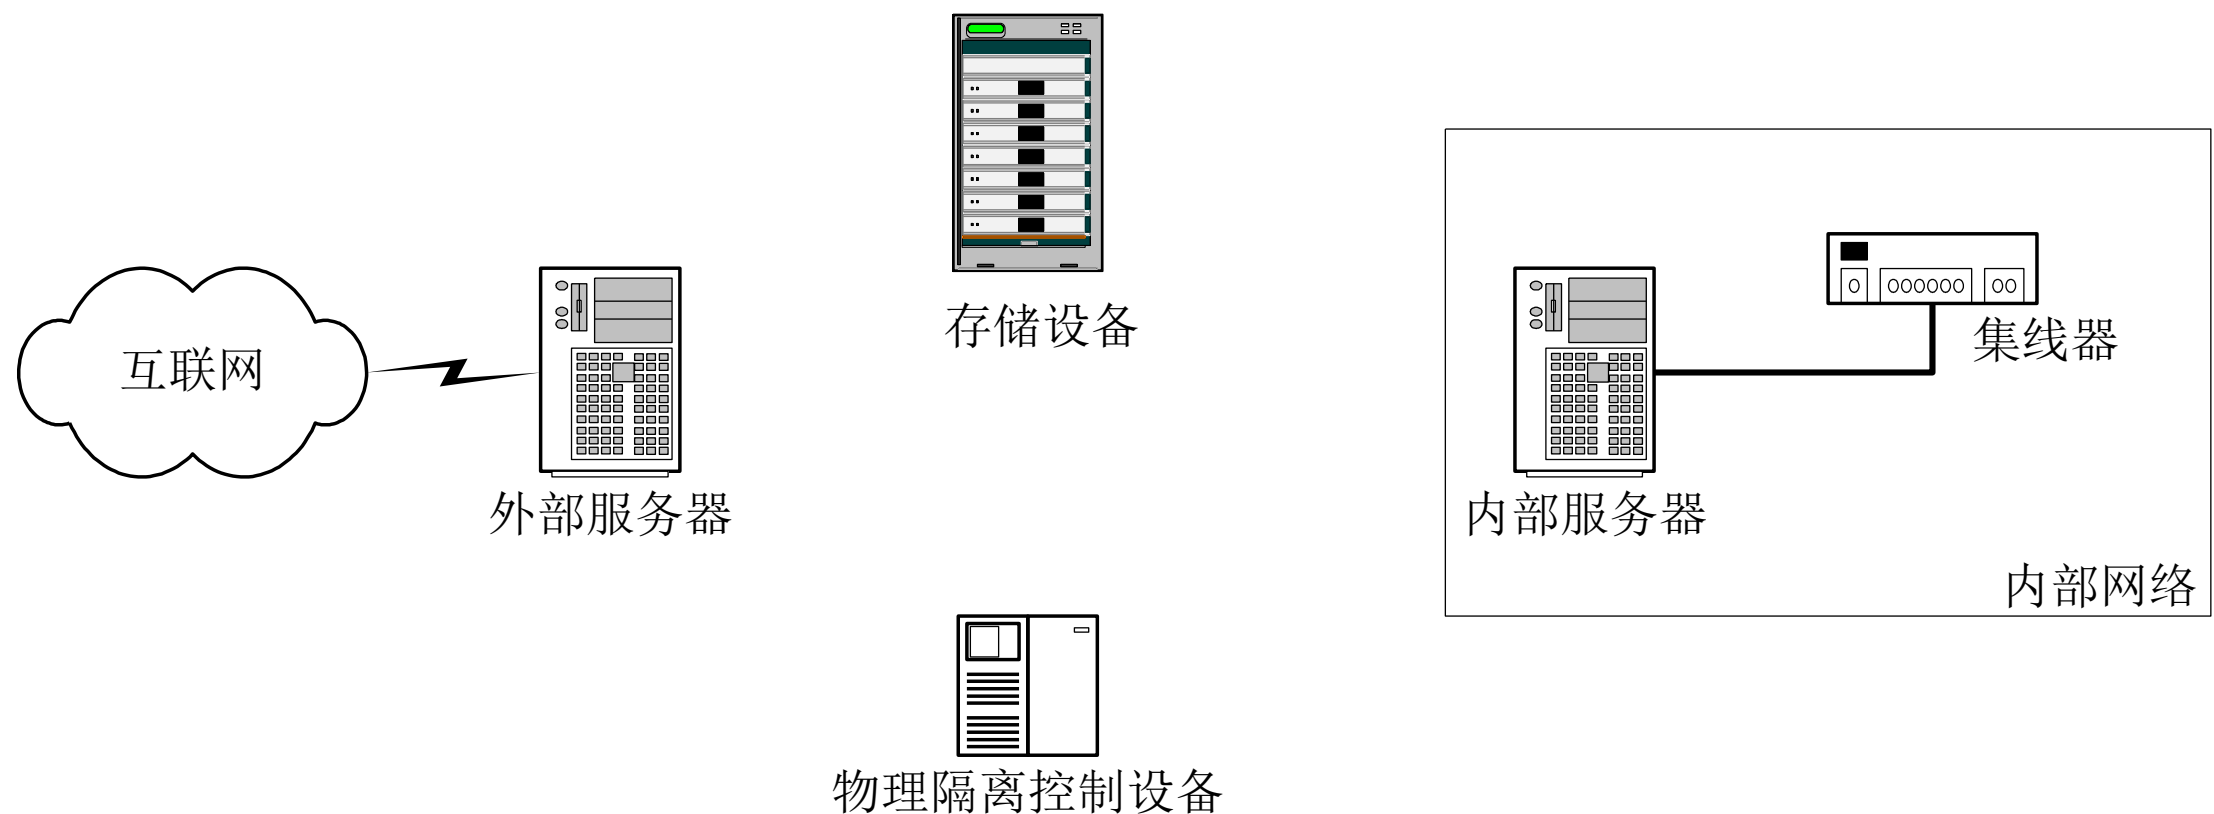 存储设备
互联网
集线器
外部服务器
内部服务器
内部网络
物理隔离控制设备